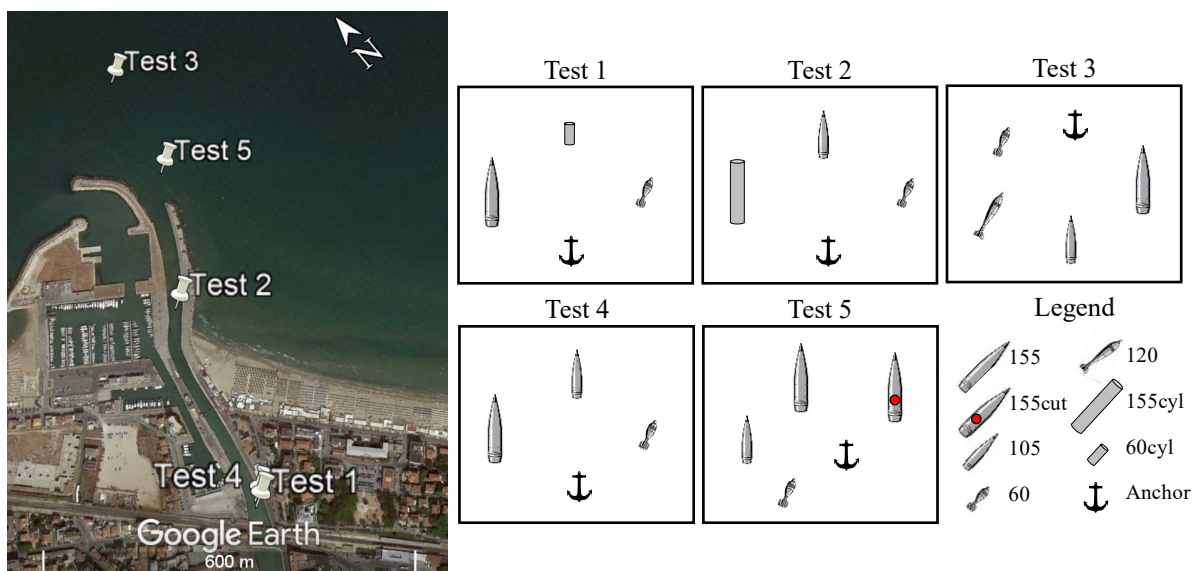 N
Test 3
Test 5
Test 2
Test 4
Test 1
Google Earth
600 m
Test 1
Test 2
Test 3
Test 4
Test 5
Legend
155
120
155cut
155cyl
105
60cyl
60
Anchor